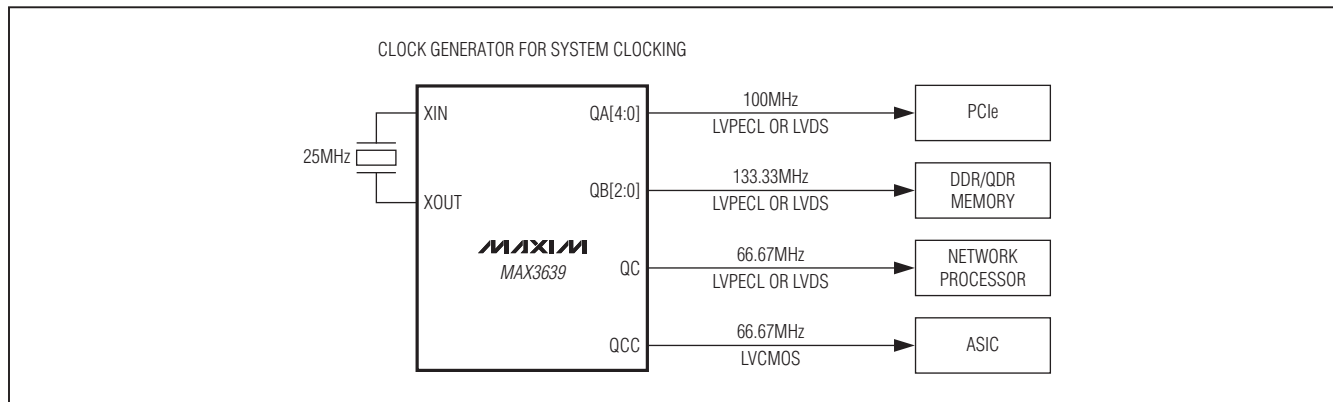 CLOCK GENERATOR FOR SYSTEM CLOCKING
XIN
25MHz
XOUT
MAXIM
MAX3639
QA[4:0]
100MHz
LVPECL OR LVDS
PCIe
QB[2:0]
133.33MHz
LVPECL OR LVDS
DDR/QDR
MEMORY
QC
66.67MHz
LVPECL OR LVDS
NETWORK
PROCESSOR
QCC
66.67MHz
LVCMOS
ASIC